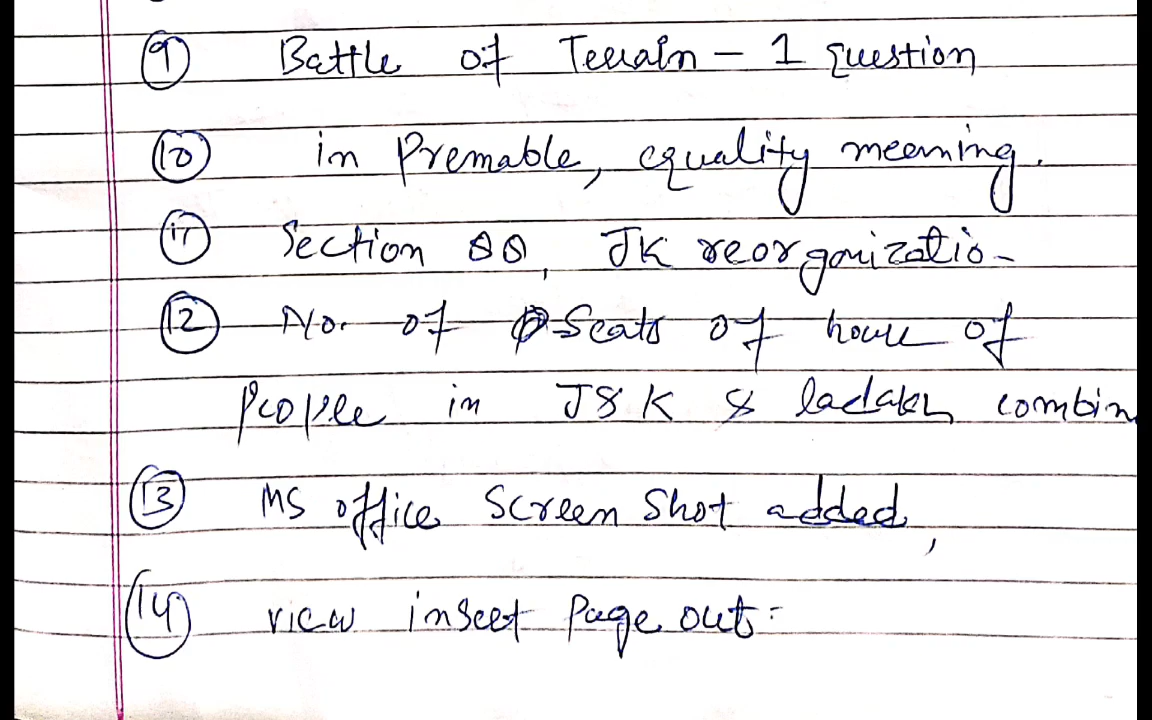 9 Battle of Terrain - 1 Question
10 in Premable, equality meaning.
11 Section 88, JK reorganizatio-
12 No. of Seats of house of
People in J&K & ladakh combin
13 MS office Screen Shot added,
14 view insert Page out: